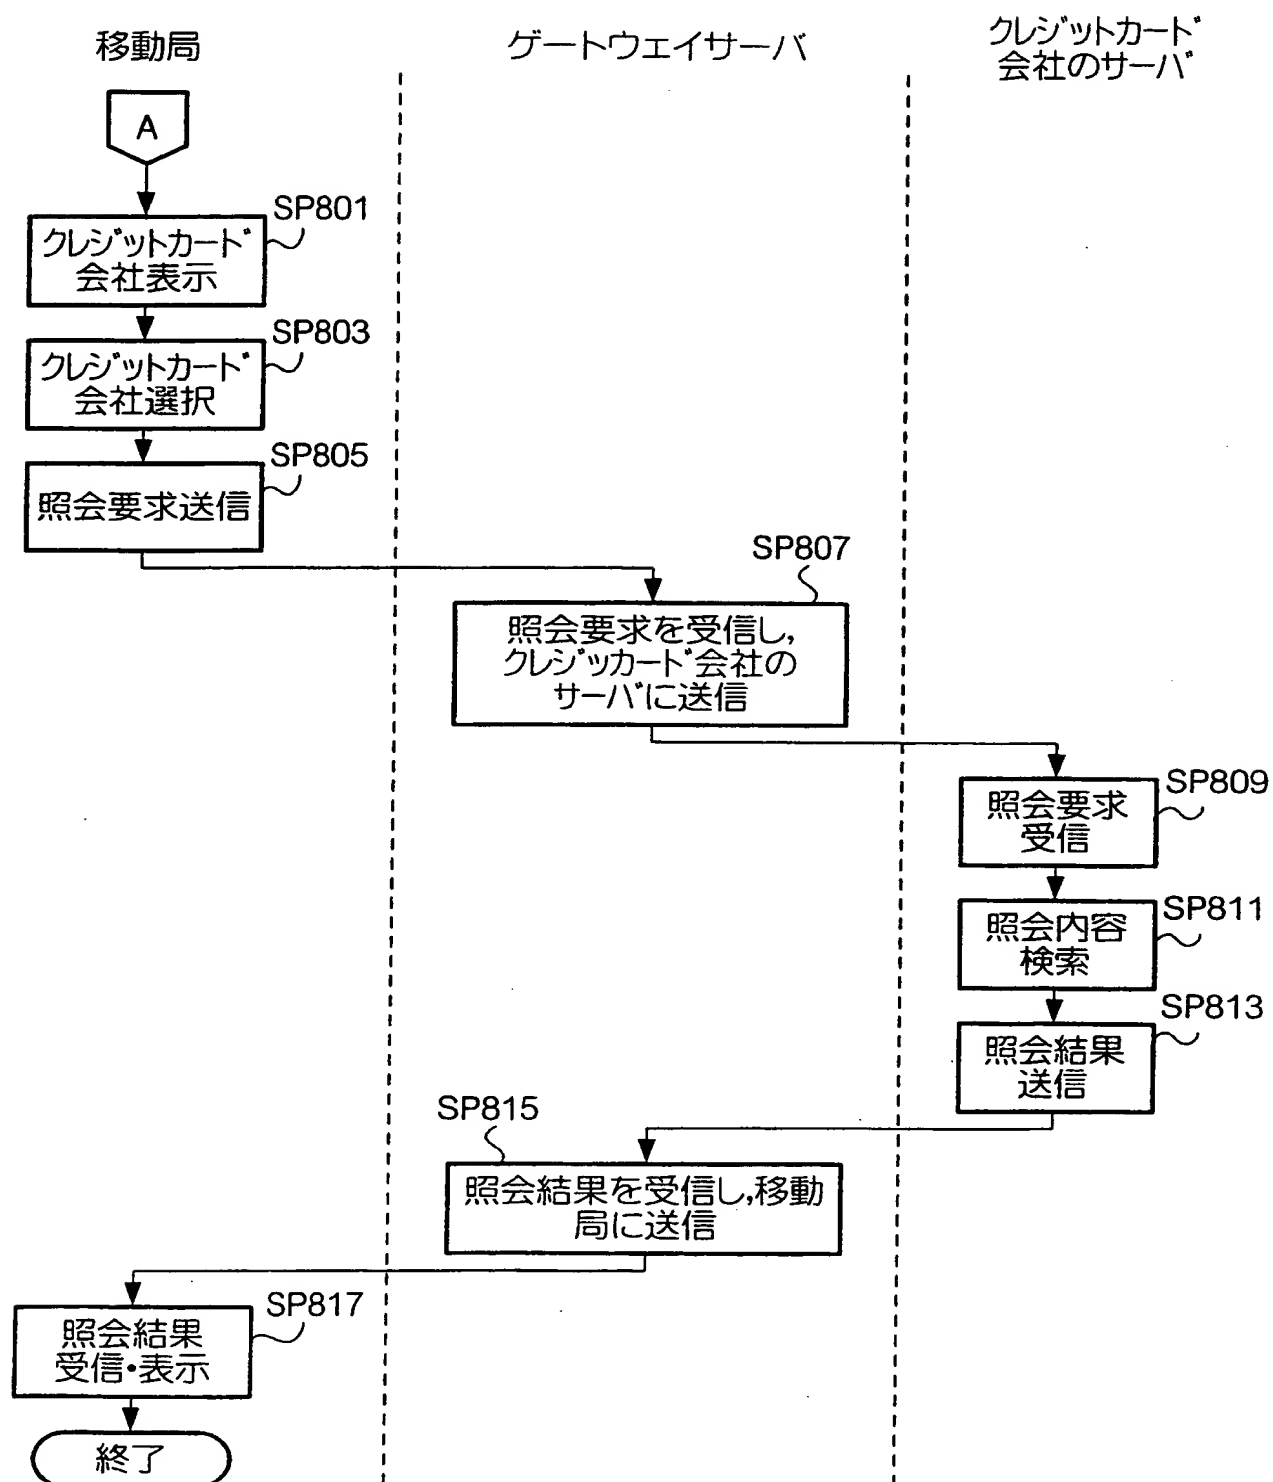 移動局
ゲートウェイサーバ
クレジットカード
会社のサーバ
A
SP801
クレジットカード
会社表示
SP803
クレジットカード
会社選択
SP805
照会要求送信
SP807
照会要求を受信し,
クレジッカード会社の
サーバに送信
SP809
照会要求
受信
SP811
照会内容
検索
SP813
照会結果
送信
SP815
照会結果を受信し,移動
局に送信
SP817
照会結果
受信・表示
終了